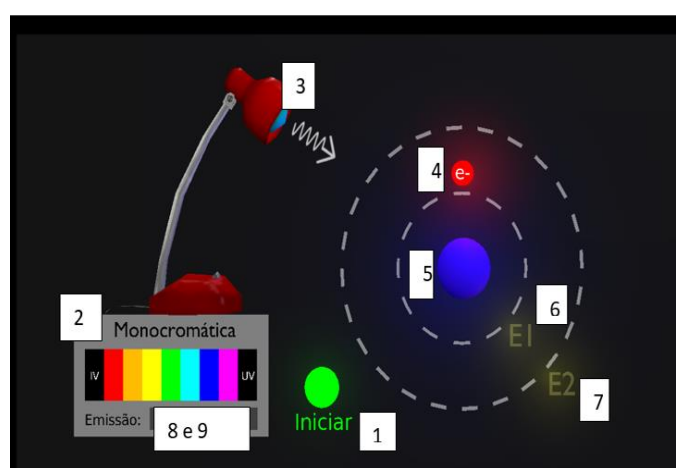 3
4
e-
5
6
2
Monocromática
IV
UV
E1
E2
7
Emissão:
8 e 9
Iniciar
1